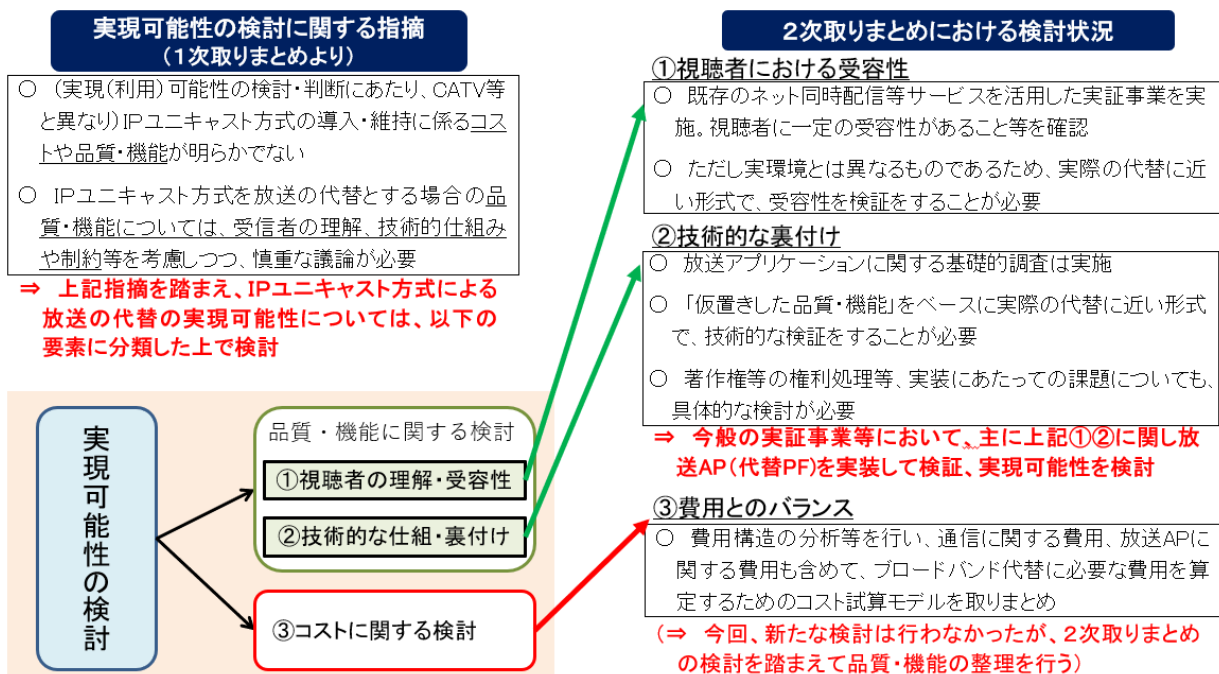 実現可能性の検討に関する指摘
（１次取りまとめより）
○　（実現（利用）可能性の検討・判断にあたり、CATV等
と異なり）IPユニキャスト方式の導入・維持に係るコス
トや品質・機能が明らかでない
○　IPユニキャスト方式を放送の代替とする場合の品
質・機能については、受信者の理解、技術的仕組み
や制約等を考慮しつつ、慎重な議論が必要
⇒　上記指摘を踏まえ、IPユニキャスト方式による
放送の代替の実現可能性については、以下の
要素に分類した上で検討
実現可能性の検討
品質・機能に関する検討
①視聴者の理解・受容性
②技術的な仕組・裏付け
③コストに関する検討
２次取りまとめにおける検討状況
①視聴者における受容性
○　既存のネット同時配信等サービスを活用した実証事業を実
施。視聴者に一定の受容性があること等を確認
○　ただし実環境とは異なるものであるため、実際の代替に近
い形式で、受容性を検証をすることが必要
②技術的な裏付け
○　放送アプリケーションに関する基礎的調査は実施
○　「仮置きした品質・機能」をベースに実際の代替に近い形式
で、技術的な検証をすることが必要
○　著作権等の権利処理等、実装にあたっての課題についても、
具体的な検討が必要
⇒　今般の実証事業等において、主に上記①②に関し放
送AP（代替PF）を実装して検証、実現可能性を検討
③費用とのバランス
○　費用構造の分析等を行い、通信に関する費用、放送APに
関する費用も含めて、ブロードバンド代替に必要な費用を算
定するためのコスト試算モデルを取りまとめ
（⇒　今回、新たな検討は行わなかったが、２次取りまとめ
の検討を踏まえて品質・機能の整理を行う）